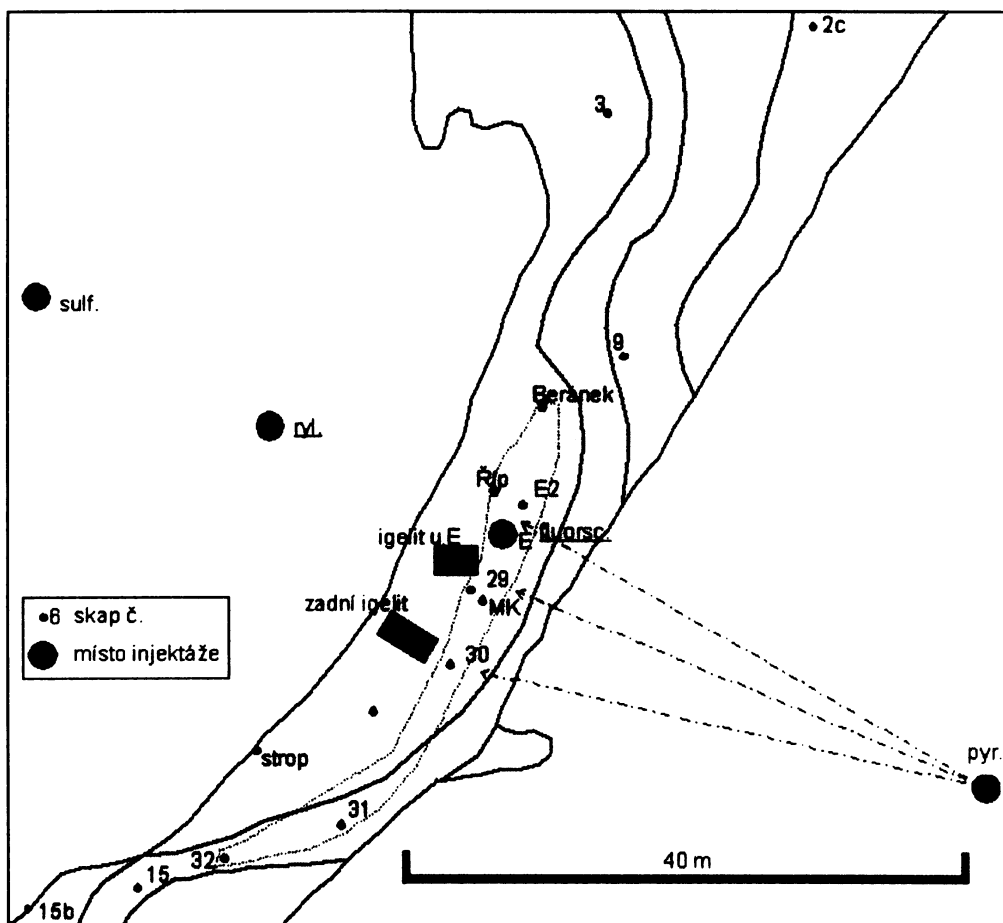 2c
3
sulf.
9
Beránek
ryl.
Říp
E2
igelit u E
E
fluorsc.
29
zadní igelit
MK
6 skap č.
30
místo injektáže
strop
pyr.
31
32
40 m
15
15b